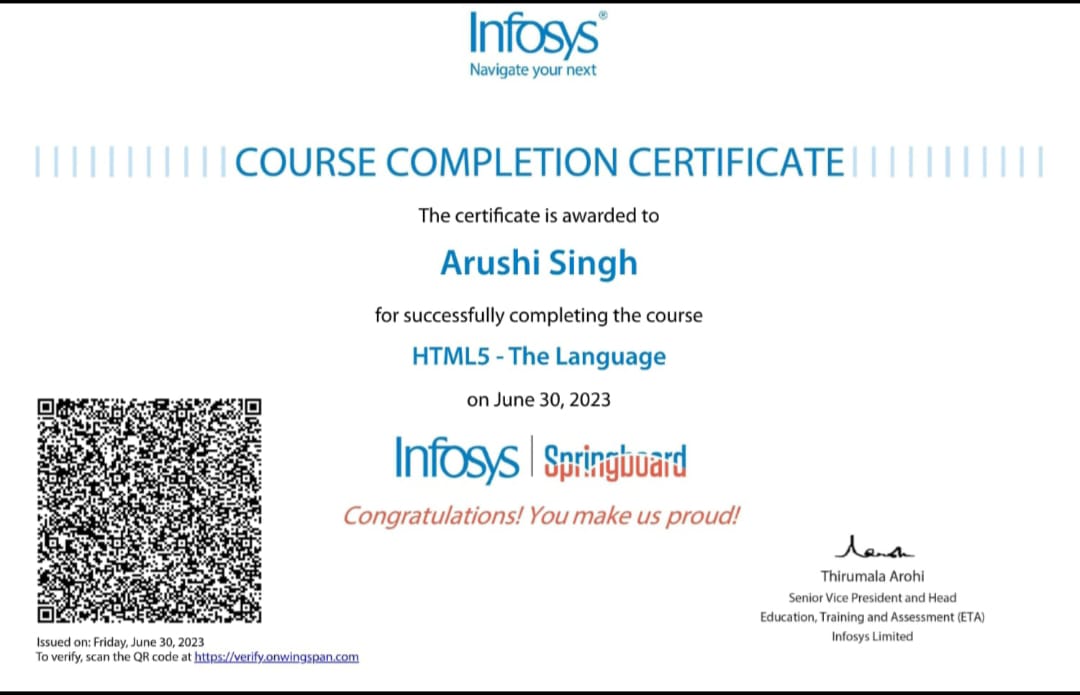 Infosys®
Navigate your next
COURSE COMPLETION CERTIFICATE
The certificate is awarded to
Arushi Singh
for successfully completing the course
HTML5 - The Language
on June 30, 2023
Infosys | Springboard
Congratulations! You make us proud!
Thirumala Arohi
Senior Vice President and Head
Education, Training and Assessment (ETA)
Infosys Limited
Issued on: Friday, June 30, 2023
To verify, scan the QR code at https://verify.onwingspan.com